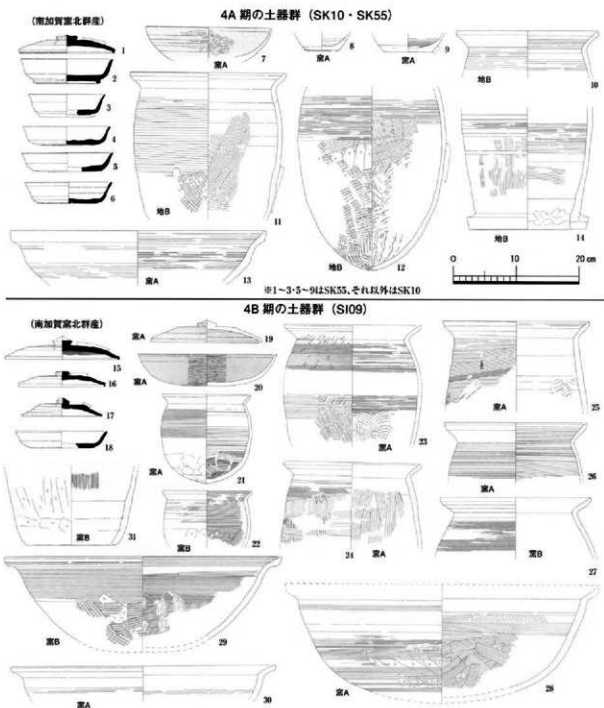 4A 期の土器群（SK10・SK55）
（南加賀窯北群産）
1
2
3
4
5
6
窯A
7
8
窯A
9
地B
10
地B
11
地B
12
窯A
13
地B
14
0 10 20 cm
※1~3·5~9はSK55、それ以外はSK10
4B 期の土器群（SI09）
（南加賀窯北群産）
15
16
17
18
窯A
19
窯A
20
21
窯A
窯B
22
窯A
23
24
窯A
窯A
25
窯A
26
窯B
27
窯A
28
窯B
29
窯A
30
窯B
31